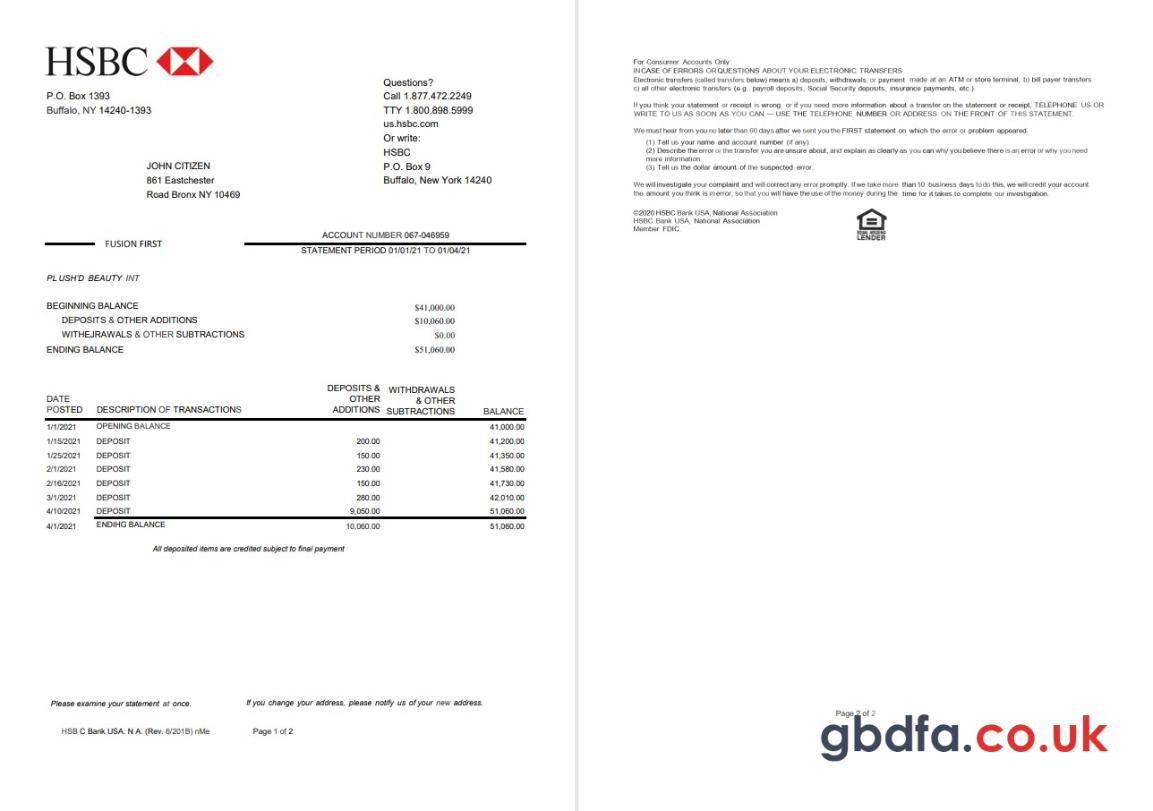 HSBC
P.O. Box 1393
Buffalo, NY 14240-1393
Questions?
Call 1.877.472.2249
TTY 1.800.898.5999
us.hsbc.com
Or write:
HSBC
P.O. Box 9
Buffalo, New York 14240
JOHN CITIZEN
861 Eastchester
Road Bronx NY 10469
FUSION FIRST
ACCOUNT NUMBER 067-046959
STATEMENT PERIOD 01/01/21 TO 01/04/21
PLUSH'D BEAUTY INT
BEGINNING BALANCE $41,000.00
DEPOSITS & OTHER ADDITIONS $10,060.00
WITHEJRAWALS & OTHER SUBTRACTIONS $0.00
ENDING BALANCE $51,060.00
DATE POSTED DESCRIPTION OF TRANSACTIONS DEPOSITS & OTHER ADDITIONS WITHDRAWALS & OTHER SUBTRACTIONS BALANCE
1/1/2021 OPENING BALANCE 41,000.00
1/15/2021 DEPOSIT 200.00 41,200.00
1/25/2021 DEPOSIT 150.00 41,350.00
2/1/2021 DEPOSIT 230.00 41,580.00
2/16/2021 DEPOSIT 150.00 41,730.00
3/1/2021 DEPOSIT 280.00 42,010.00
4/10/2021 DEPOSIT 9,050.00 51,060.00
4/1/2021 ENDIHG BALANCE 10,060.00 51,060.00
All deposited items are credited subject to final payment
Please examine your statement at once. If you change your address, please notify us of your new address.
HSB C Bank USA. N A. (Rev. 6/201B) nMe Page 1 of 2
For Consumer Accounts Only:
IN CASE OF ERRORS OR QUESTIONS ABOUT YOUR ELECTRONIC TRANSFERS
Electronic transfers (called transfers below) means a) deposits, withdrawals, or payment made at an ATM or store terminal, b) bill payer transfers
c) all other electronic transfers (e.g.. payroll deposits, Social Security deposits, insurance payments, etc.).
If you think your statement or receipt is wrong, or if you need more information about a transfer on the statement or receipt, TELEPHONE US OR
WRITE TO US AS SOON AS YOU CAN — USE THE TELEPHONE NUMBER OR ADDRESS ON THE FRONT OF THIS STATEMENT.
We must hear from you no later than 60 days after we sent you the FIRST statement on which the error or problem appeared.
(1) Tell us your name and account number (if any).
(2) Describe the error or the transfer you are unsure about, and explain as clearly as you can why you believe there is an error or why you need
more information.
(3) Tell us the dollar amount of the suspected error.
We will investigate your complaint and will correct any error promptly. If we take more than 10 business days to do this, we will credit your account
the amount you think is in error, so that you will have the use of the money during the time for it takes to complete our investigation.
©2020 HSBC Bank USA, National Association
HSBC Bank USA, National Association
Member FDIC.
EQUAL HOUSING
LENDER
Page 2 of 2
gbdfa.co.uk